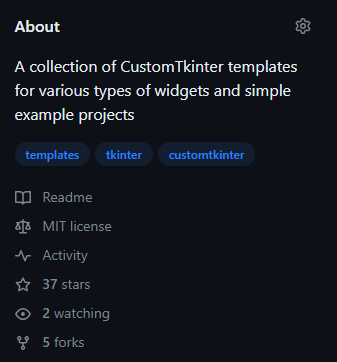 About
A collection of CustomTkinter templates
for various types of widgets and simple
example projects
templates tkinter customtkinter
Readme
MIT license
Activity
37 stars
2 watching
5 forks